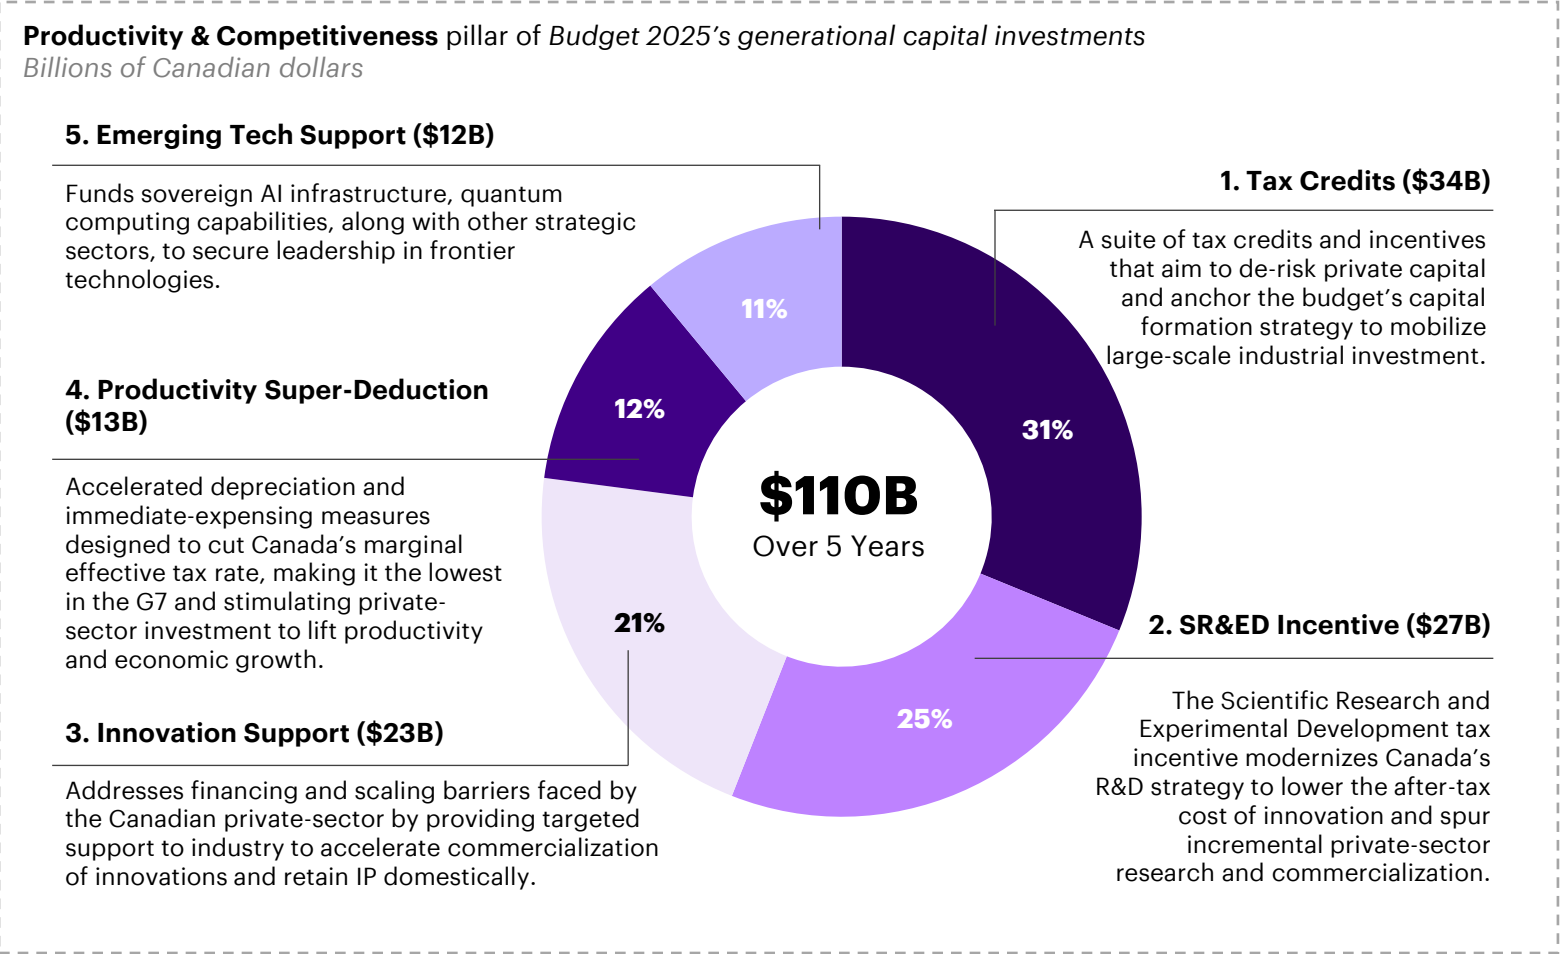 Productivity & Competitiveness pillar of Budget 2025’s generational capital investments
Billions of Canadian dollars
5. Emerging Tech Support ($12B)
Funds sovereign AI infrastructure, quantum
computing capabilities, along with other strategic
sectors, to secure leadership in frontier
technologies.
1. Tax Credits ($34B)
A suite of tax credits and incentives
that aim to de-risk private capital
and anchor the budget’s capital
formation strategy to mobilize
large-scale industrial investment.
11%
4. Productivity Super-Deduction
($13B)
12%
31%
Accelerated depreciation and
immediate-expensing measures
designed to cut Canada’s marginal
effective tax rate, making it the lowest
in the G7 and stimulating private-
sector investment to lift productivity
and economic growth.
$110B
Over 5 Years
21%
2. SR&ED Incentive ($27B)
The Scientific Research and
Experimental Development tax
incentive modernizes Canada’s
R&D strategy to lower the after-tax
cost of innovation and spur
incremental private-sector
research and commercialization.
25%
3. Innovation Support ($23B)
Addresses financing and scaling barriers faced by
the Canadian private-sector by providing targeted
support to industry to accelerate commercialization
of innovations and retain IP domestically.